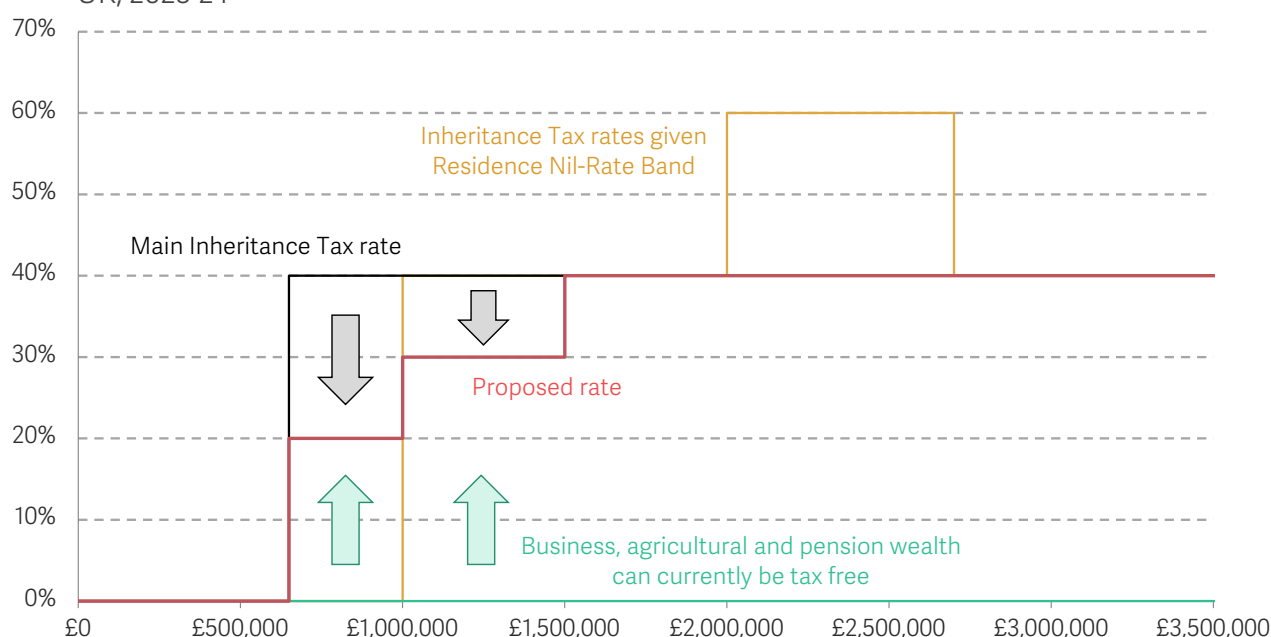 70%
60%
Inheritance Tax rates given
Residence Nil-Rate Band
50%
Main Inheritance Tax rate
40%
30%
Proposed rate
20%
10%
Business, agricultural and pension wealth
can currently be tax free
0%
£0 £500,000 £1,000,000 £1,500,000 £2,000,000 £2,500,000 £3,000,000 £3,500,000